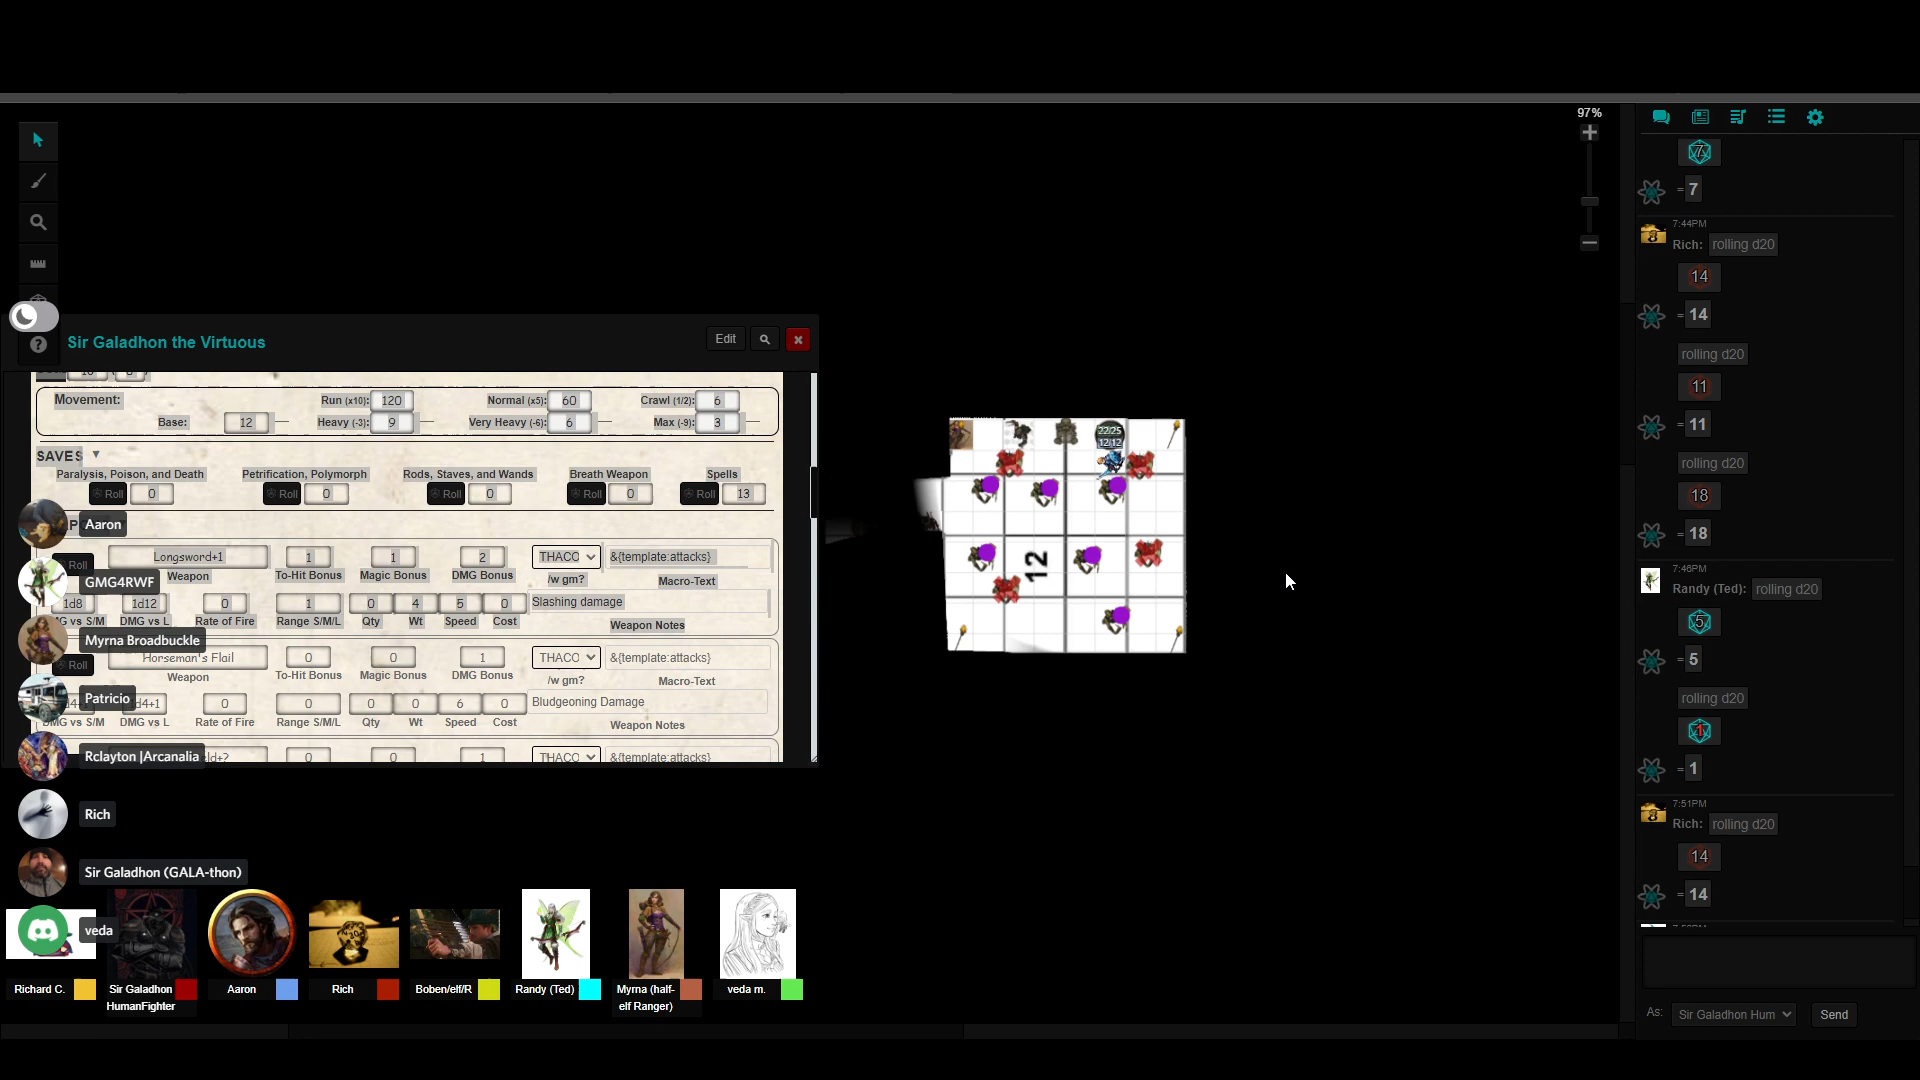 97%
7
= 7
7:44PM
Rich: rolling d20
14
= 14
rolling d20
11
= 11
rolling d20
18
= 18
7:46PM
Randy (Ted): rolling d20
5
= 5
rolling d20
1
= 1
7:51PM
Rich: rolling d20
14
= 14
As: Sir Galadhon Hum Send
Sir Galadhon the Virtuous
Edit
Movement: Run (x10): 120 Normal (x5): 60 Crawl (1/2): 6
Base: 12 Heavy (-3): 9 Very Heavy (-6): 6 Max (-9): 3
SAVES
Paralysis, Poison, and Death Petrification, Polymorph Rods, Staves, and Wands Breath Weapon Spells
Roll 0 Roll 0 Roll 0 Roll 0 Roll 13
Roll Longsword+1 1 1 2 THAC0 &{template:attacks}
Weapon To-Hit Bonus Magic Bonus DMG Bonus /w gm? Macro-Text
1d8 1d12 0 1 0 4 5 0 Slashing damage
DMG vs L Rate of Fire Range S/M/L Qty Wt Speed Cost Weapon Notes
Roll Horseman's Flail 0 0 1 THAC0 &{template:attacks}
Weapon To-Hit Bonus Magic Bonus DMG Bonus /w gm? Macro-Text
0 0 0 0 6 0 Bludgeoning Damage
DMG vs S/M DMG vs L Rate of Fire Range S/M/L Qty Wt Speed Cost Weapon Notes
0 0 1 THAC0 &{template:attacks}
Aaron
GMG4RWF
Myrna Broadbuckle
Patricio
Rclayton |Arcanalia
Rich
Sir Galadhon (GALA-thon)
veda
22/25
12/12
12
Richard C.
Sir Galadhon
HumanFighter
Aaron
Rich
Boben/elf/R
Randy (Ted)
Myrna (half-
elf Ranger)
veda m.